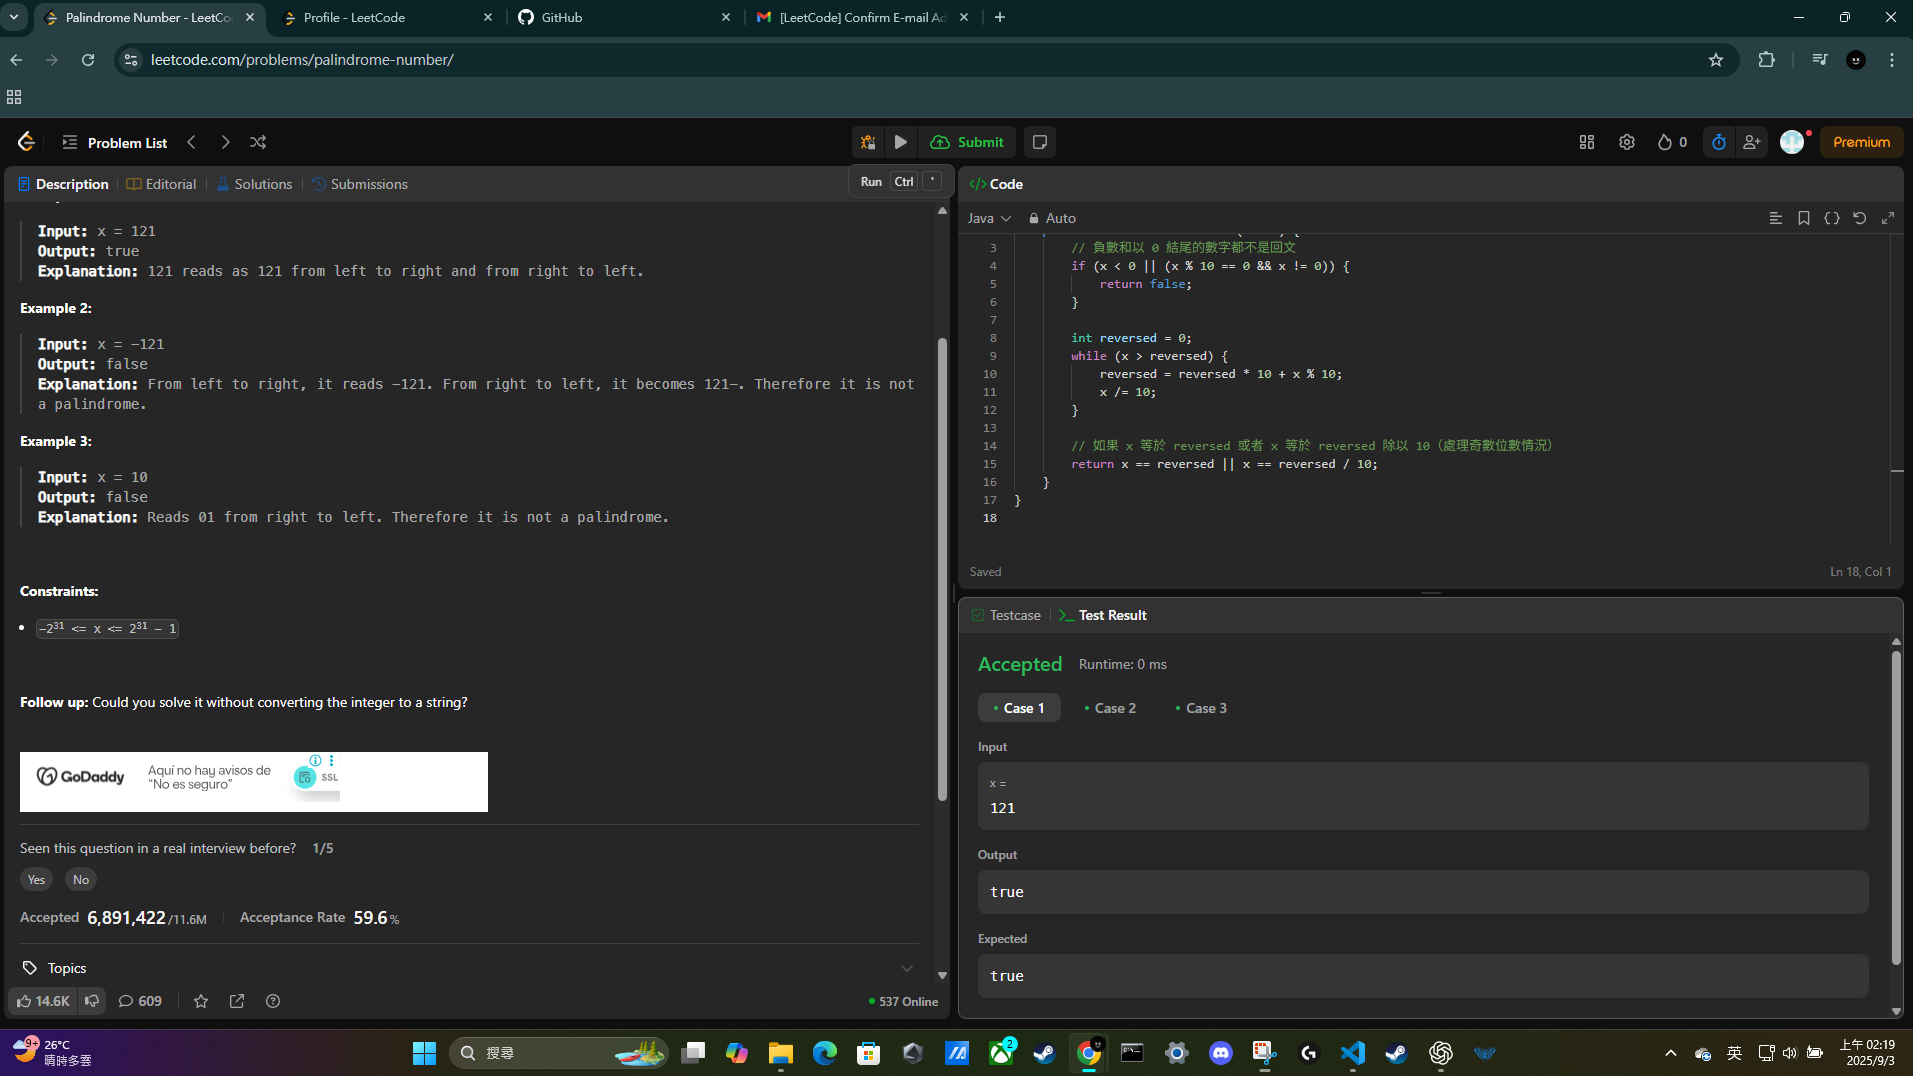 Palindrome Number - LeetCo
Profile - LeetCode
GitHub
[LeetCode] Confirm E-mail Ad
leetcode.com/problems/palindrome-number/
Problem List
Submit
0
Premium
Description
Editorial
Solutions
Submissions
Run Ctrl '
Input: x = 121
Output: true
Explanation: 121 reads as 121 from left to right and from right to left.
Example 2:
Input: x = -121
Output: false
Explanation: From left to right, it reads -121. From right to left, it becomes 121-. Therefore it is not
a palindrome.
Example 3:
Input: x = 10
Output: false
Explanation: Reads 01 from right to left. Therefore it is not a palindrome.
Constraints:
-2³¹ <= x <= 2³¹ - 1
Follow up: Could you solve it without converting the integer to a string?
GoDaddy
Aquí no hay avisos de
"No es seguro"
SSL
Seen this question in a real interview before? 1/5
Yes No
Accepted 6,891,422/11.6M Acceptance Rate 59.6%
Topics
14.6K 609
537 Online
Code
Java Auto
3 // 負數和以 0 結尾的數字都不是回文
4 if (x < 0 || (x % 10 == 0 && x != 0)) {
5 return false;
6 }
7
8 int reversed = 0;
9 while (x > reversed) {
10 reversed = reversed * 10 + x % 10;
11 x /= 10;
12 }
13
14 // 如果 x 等於 reversed 或者 x 等於 reversed 除以 10（處理奇數位數情況）
15 return x == reversed || x == reversed / 10;
16 }
17 }
18
Saved
Ln 18, Col 1
Testcase
Test Result
Accepted Runtime: 0 ms
Case 1 Case 2 Case 3
Input
x =
121
Output
true
Expected
true
9+
26°C
晴時多雲
搜尋
2
英
上午 02:19
2025/9/3